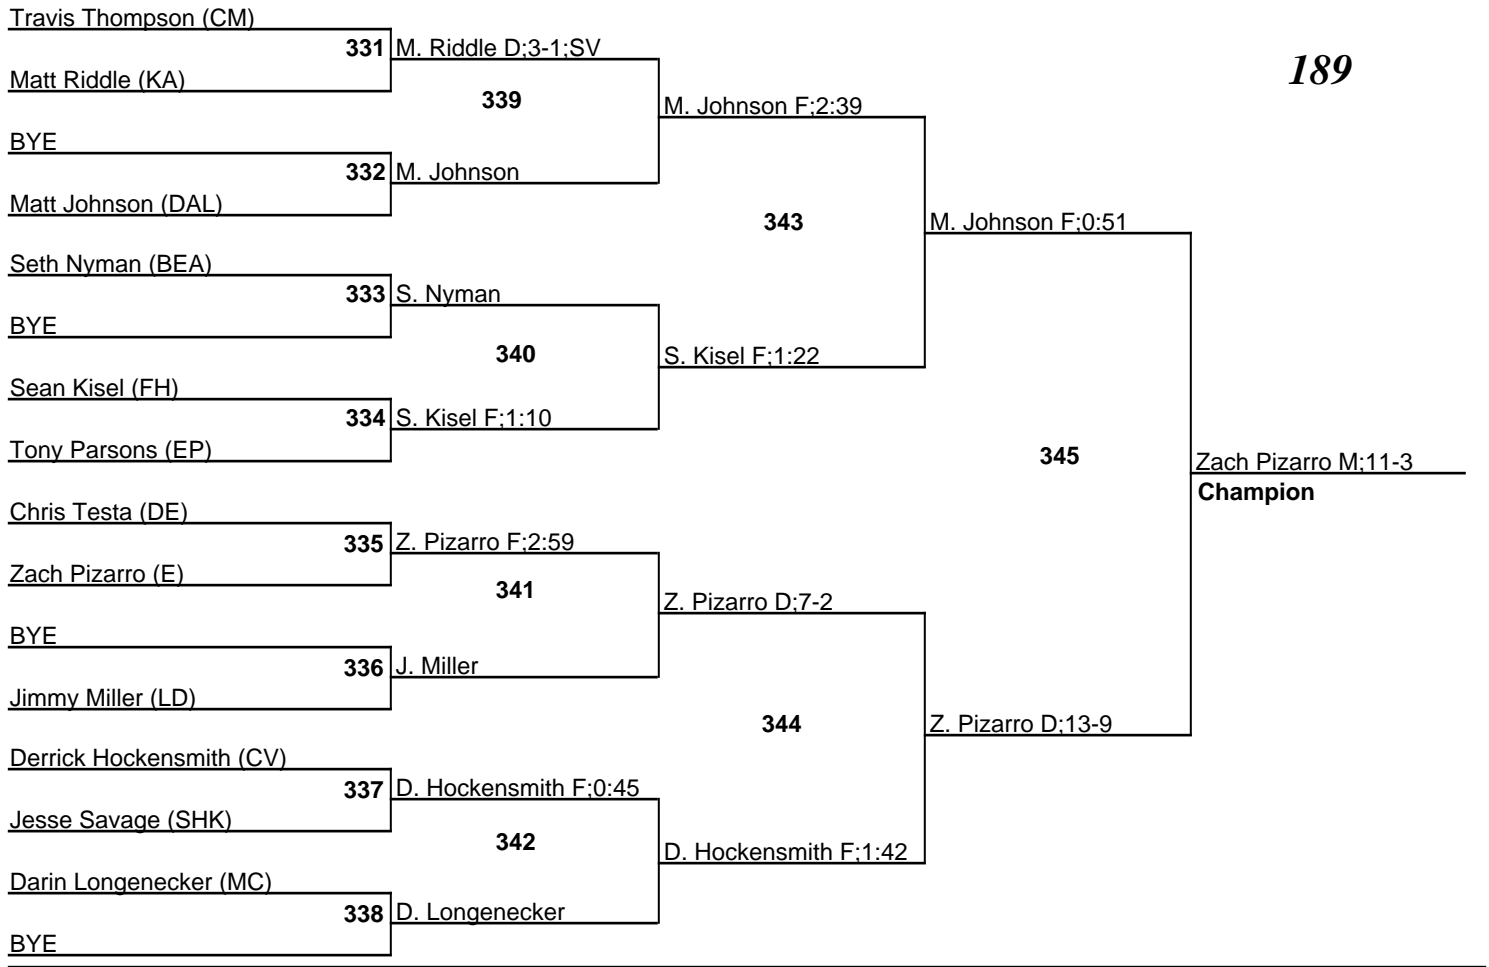 Travis Thompson (CM)
331 M. Riddle D;3-1;SV
189
Matt Riddle (KA)
339
M. Johnson F;2:39
BYE
332 M. Johnson
Matt Johnson (DAL)
343
M. Johnson F;0:51
Seth Nyman (BEA)
333 S. Nyman
BYE
340
S. Kisel F;1:22
Sean Kisel (FH)
334 S. Kisel F;1:10
Tony Parsons (EP)
345
Zach Pizarro M;11-3
Champion
Chris Testa (DE)
335 Z. Pizarro F;2:59
Zach Pizarro (E)
341
Z. Pizarro D;7-2
BYE
336 J. Miller
Jimmy Miller (LD)
344
Z. Pizarro D;13-9
Derrick Hockensmith (CV)
337 D. Hockensmith F;0:45
Jesse Savage (SHK)
342
D. Hockensmith F;1:42
Darin Longenecker (MC)
338 D. Longenecker
BYE